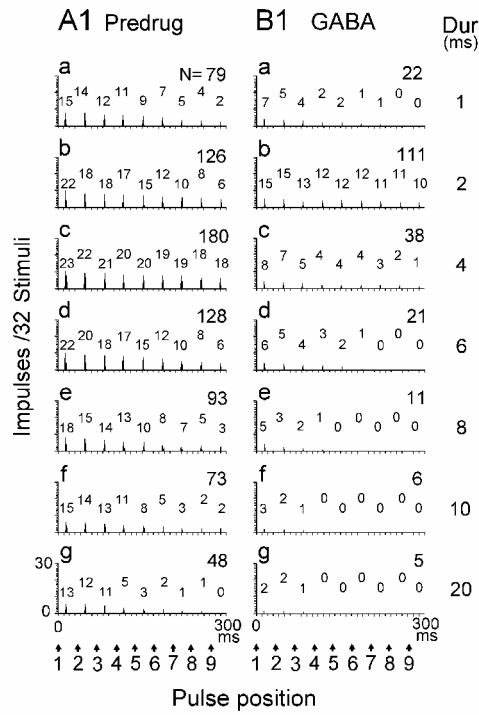 A1 Predrug B1 GABA Dur
(ms)
a N= 79 a 22
15 14 12 11 9 7 5 4 2 7 5 4 2 2 1 1 0 0 1
b 126 b 111
22 18 18 17 15 12 10 8 6 15 15 13 12 12 12 11 11 10 2
c 180 c 38
23 22 21 20 20 19 19 18 18 8 7 5 4 4 4 3 2 1 4
d 128 d 21
22 20 18 17 15 12 10 8 6 6 5 4 3 2 1 0 0 0 6
e 93 e 11
18 15 14 13 10 8 7 5 3 5 3 2 1 0 0 0 0 0 8
f 73 f 6
15 14 13 11 8 5 3 2 2 3 2 1 0 0 0 0 0 0 10
g 48 g 5
30 13 12 11 5 3 2 1 1 0 2 2 1 0 0 0 0 0 0 20
0
0 300 0 300
ms ms
1 2 3 4 5 6 7 8 9 1 2 3 4 5 6 7 8 9
Pulse position
Impulses /32 Stimuli